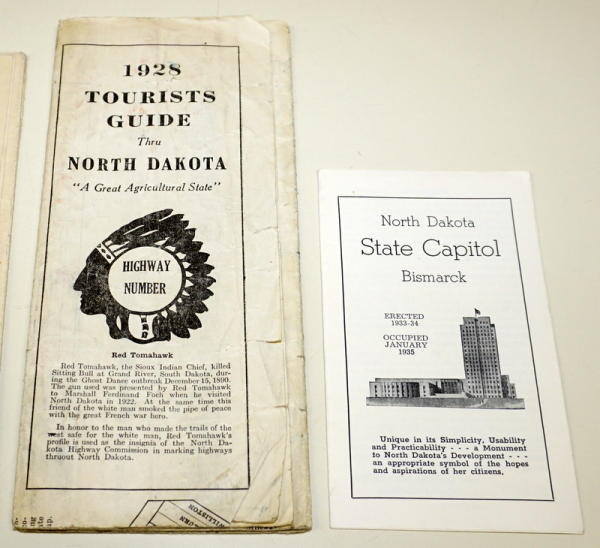 1928
TOURISTS
GUIDE
Thru
NORTH DAKOTA
"A Great Agricultural State"
HIGHWAY
NUMBER
Red Tomahawk
Red Tomahawk, the Sioux Indian Chief, killed
Sitting Bull at Grand River, South Dakota, dur-
ing the Ghost Dance outbreak December 15, 1890.
The gun used was presented by Red Tomahawk
to Marshall Ferdinand Foch when he visited
North Dakota in 1922. At the same time this
friend of the white man smoked the pipe of peace
with the great French war hero.
In honor to the man who made the trails of the
west safe for the white man, Red Tomahawk's
profile is used as the insignia of the North Da-
kota Highway Commission in marking highways
thruout North Dakota.
WILLISTON
North Dakota
State Capitol
Bismarck
ERECTED
1933-34
OCCUPIED
JANUARY
1935
Unique in its Simplicity, Usability
and Practicability - - - a Monument
to North Dakota's Development - - -
an appropriate symbol of the hopes
and aspirations of her citizens.